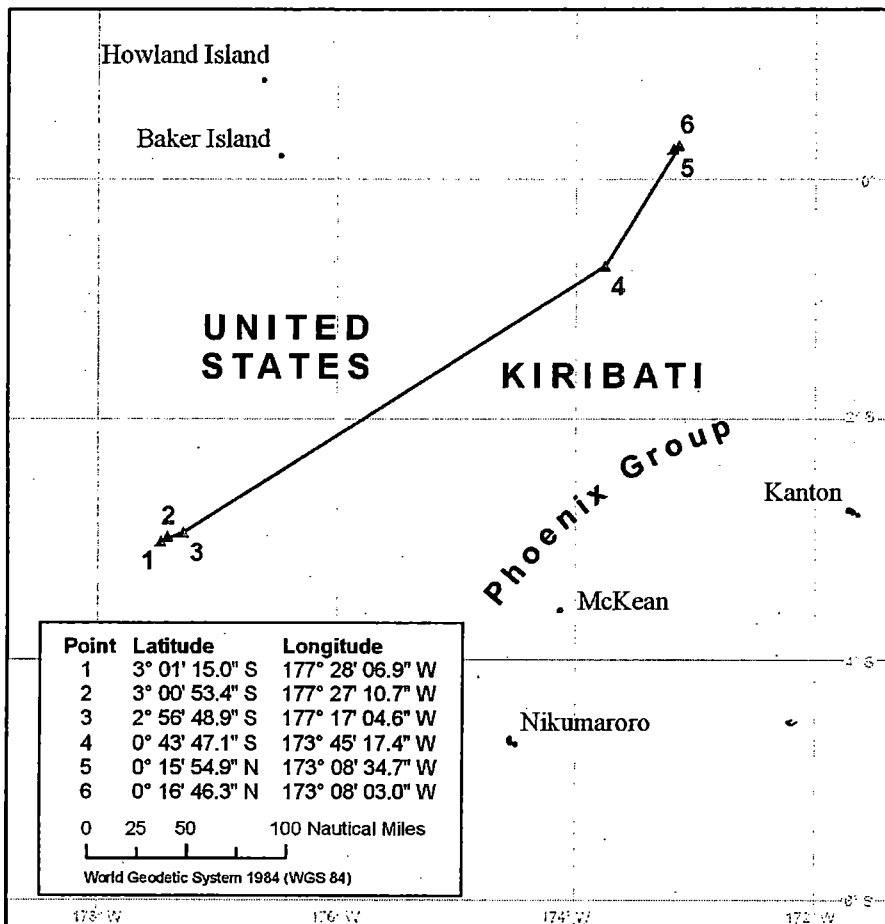 Howland Island
Baker Island
6
5
0°
4
UNITED
STATES
KIRIBATI
2° S
Phoenix Group
Kanton
2
1
3
McKean
4° S
Nikumaroro
Point Latitude Longitude
1 3° 01' 15.0" S 177° 28' 06.9" W
2 3° 00' 53.4" S 177° 27' 10.7" W
3 2° 56' 48.9" S 177° 17' 04.6" W
4 0° 43' 47.1" S 173° 45' 17.4" W
5 0° 15' 54.9" N 173° 08' 34.7" W
6 0° 16' 46.3" N 173° 08' 03.0" W
0 25 50 100 Nautical Miles
World Geodetic System 1984 (WGS 84)
178° W 176° W 174° W 172° W
6° S